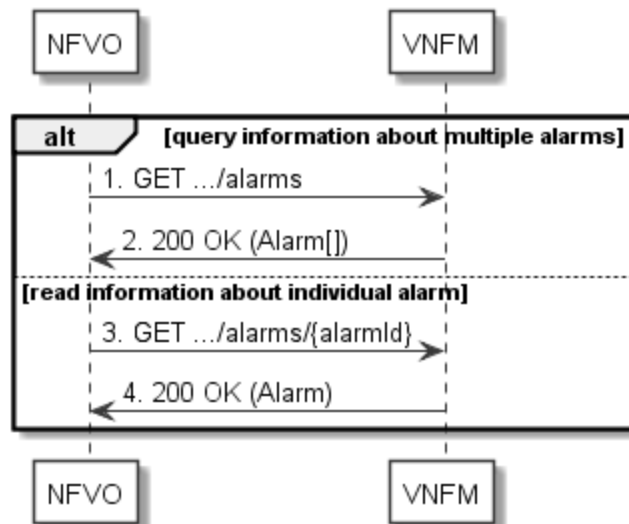 NFVO VNFM
alt [query information about multiple alarms]
1. GET .../alarms
2. 200 OK (Alarm[])
[read information about individual alarm]
3. GET .../alarms/{alarmId}
4. 200 OK (Alarm)
NFVO VNFM